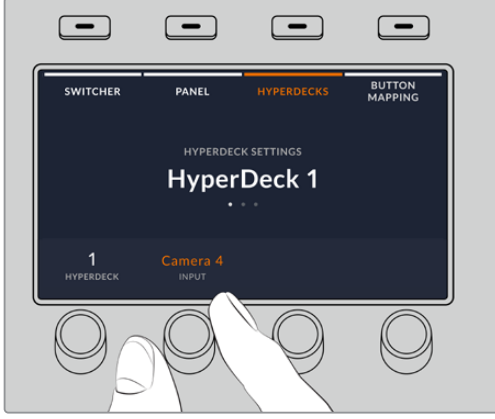 SWITCHER
PANEL
HYPERDECKS
BUTTON
MAPPING
HYPERDECK SETTINGS
HyperDeck 1
1
HYPERDECK
Camera 4
INPUT